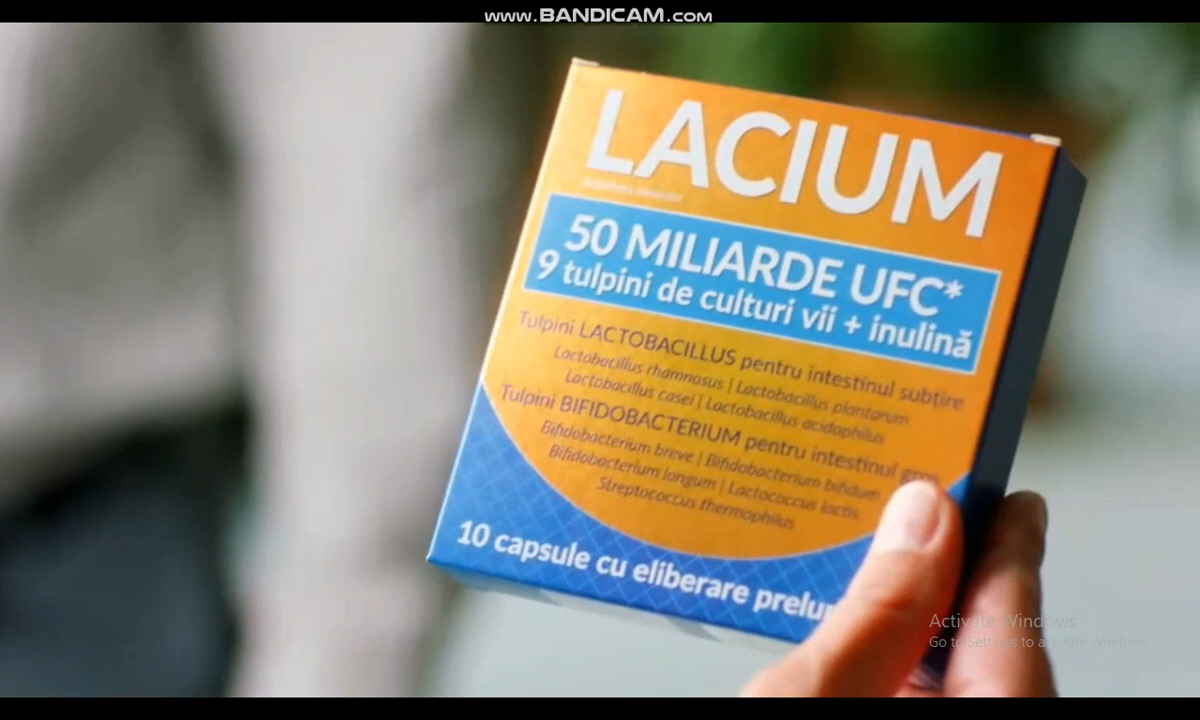 www.BANDICAM.com
LACIUM
50 MILIARDE UFC*
9 tulpini de culturi vii + inulină
Tulpini LACTOBACILLUS pentru intestinul subțire
Lactobacillus rhamnosus | Lactobacillus plantarum
Lactobacillus casei | Lactobacillus acidophilus
Tulpini BIFIDOBACTERIUM pentru intestinul
Bifidobacterium breve | Bifidobacterium bifidum
Bifidobacterium longum | Lactococcus lactis
Streptococcus thermophilus
10 capsule cu eliberare
Activate Windows
Go to Settings to activate Windows.